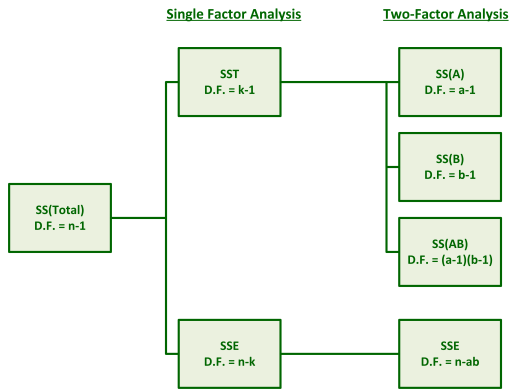 Single Factor Analysis
Two-Factor Analysis
SST
D.F. = k-1
SS(A)
D.F. = a-1
SS(B)
D.F. = b-1
SS(Total)
D.F. = n-1
SS(AB)
D.F. = (a-1)(b-1)
SSE
D.F. = n-k
SSE
D.F. = n-ab